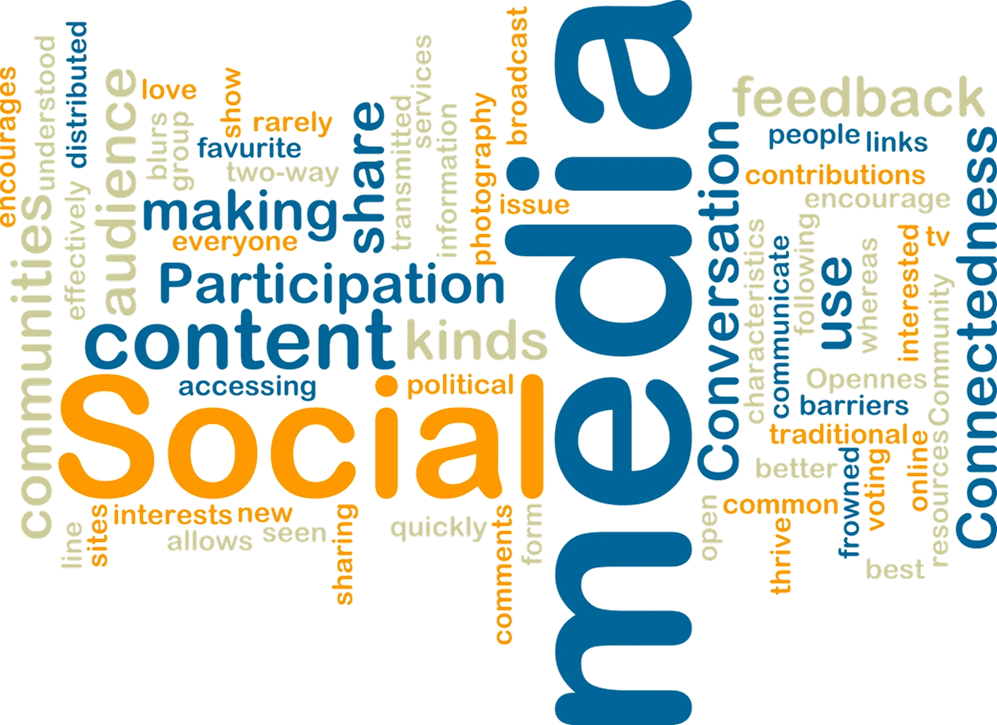 encourages
understood
distributed
communities
effectively
audience
love
blurs
group
show
rarely
favurite
two-way
making
everyone
share
transmitted
services
information
photography
broadcast
issue
Participation
content
kinds
accessing
political
Social
media
line
sites
interests
new
allows
seen
sharing
quickly
comments
form
feedback
people
links
contributions
encourage
Conversation
characteristics
communicate
following
use
whereas
interested
tv
Community
Connectedness
Opennes
barriers
traditional
better
common
open
thrive
frowned
voting
online
resources
best